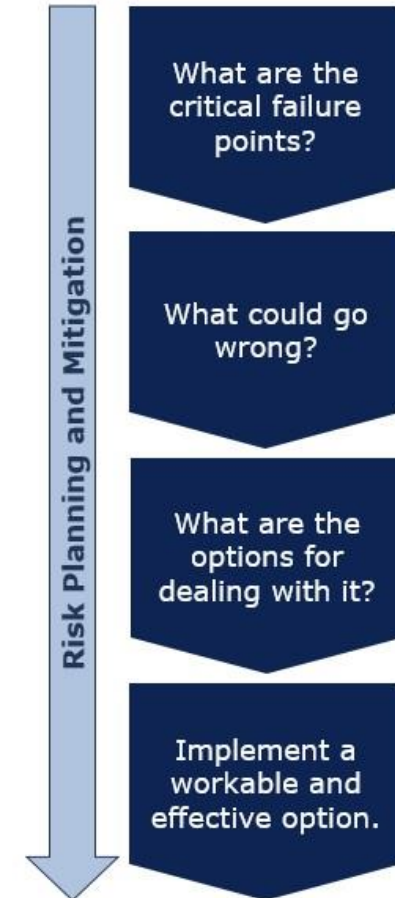 Risk Planning and Mitigation
What are the
critical failure
points?
What could go
wrong?
What are the
options for
dealing with it?
Implement a
workable and
effective option.